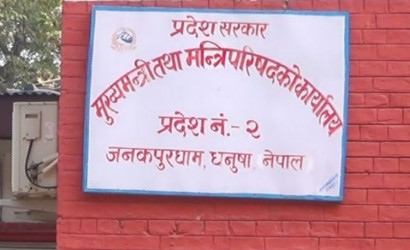 प्रदेश सरकार
मुख्यमन्त्री तथा मन्त्रिपरिषदको कार्यालय
प्रदेश नं.- २
जनकपुरधाम, धनुषा, नेपाल